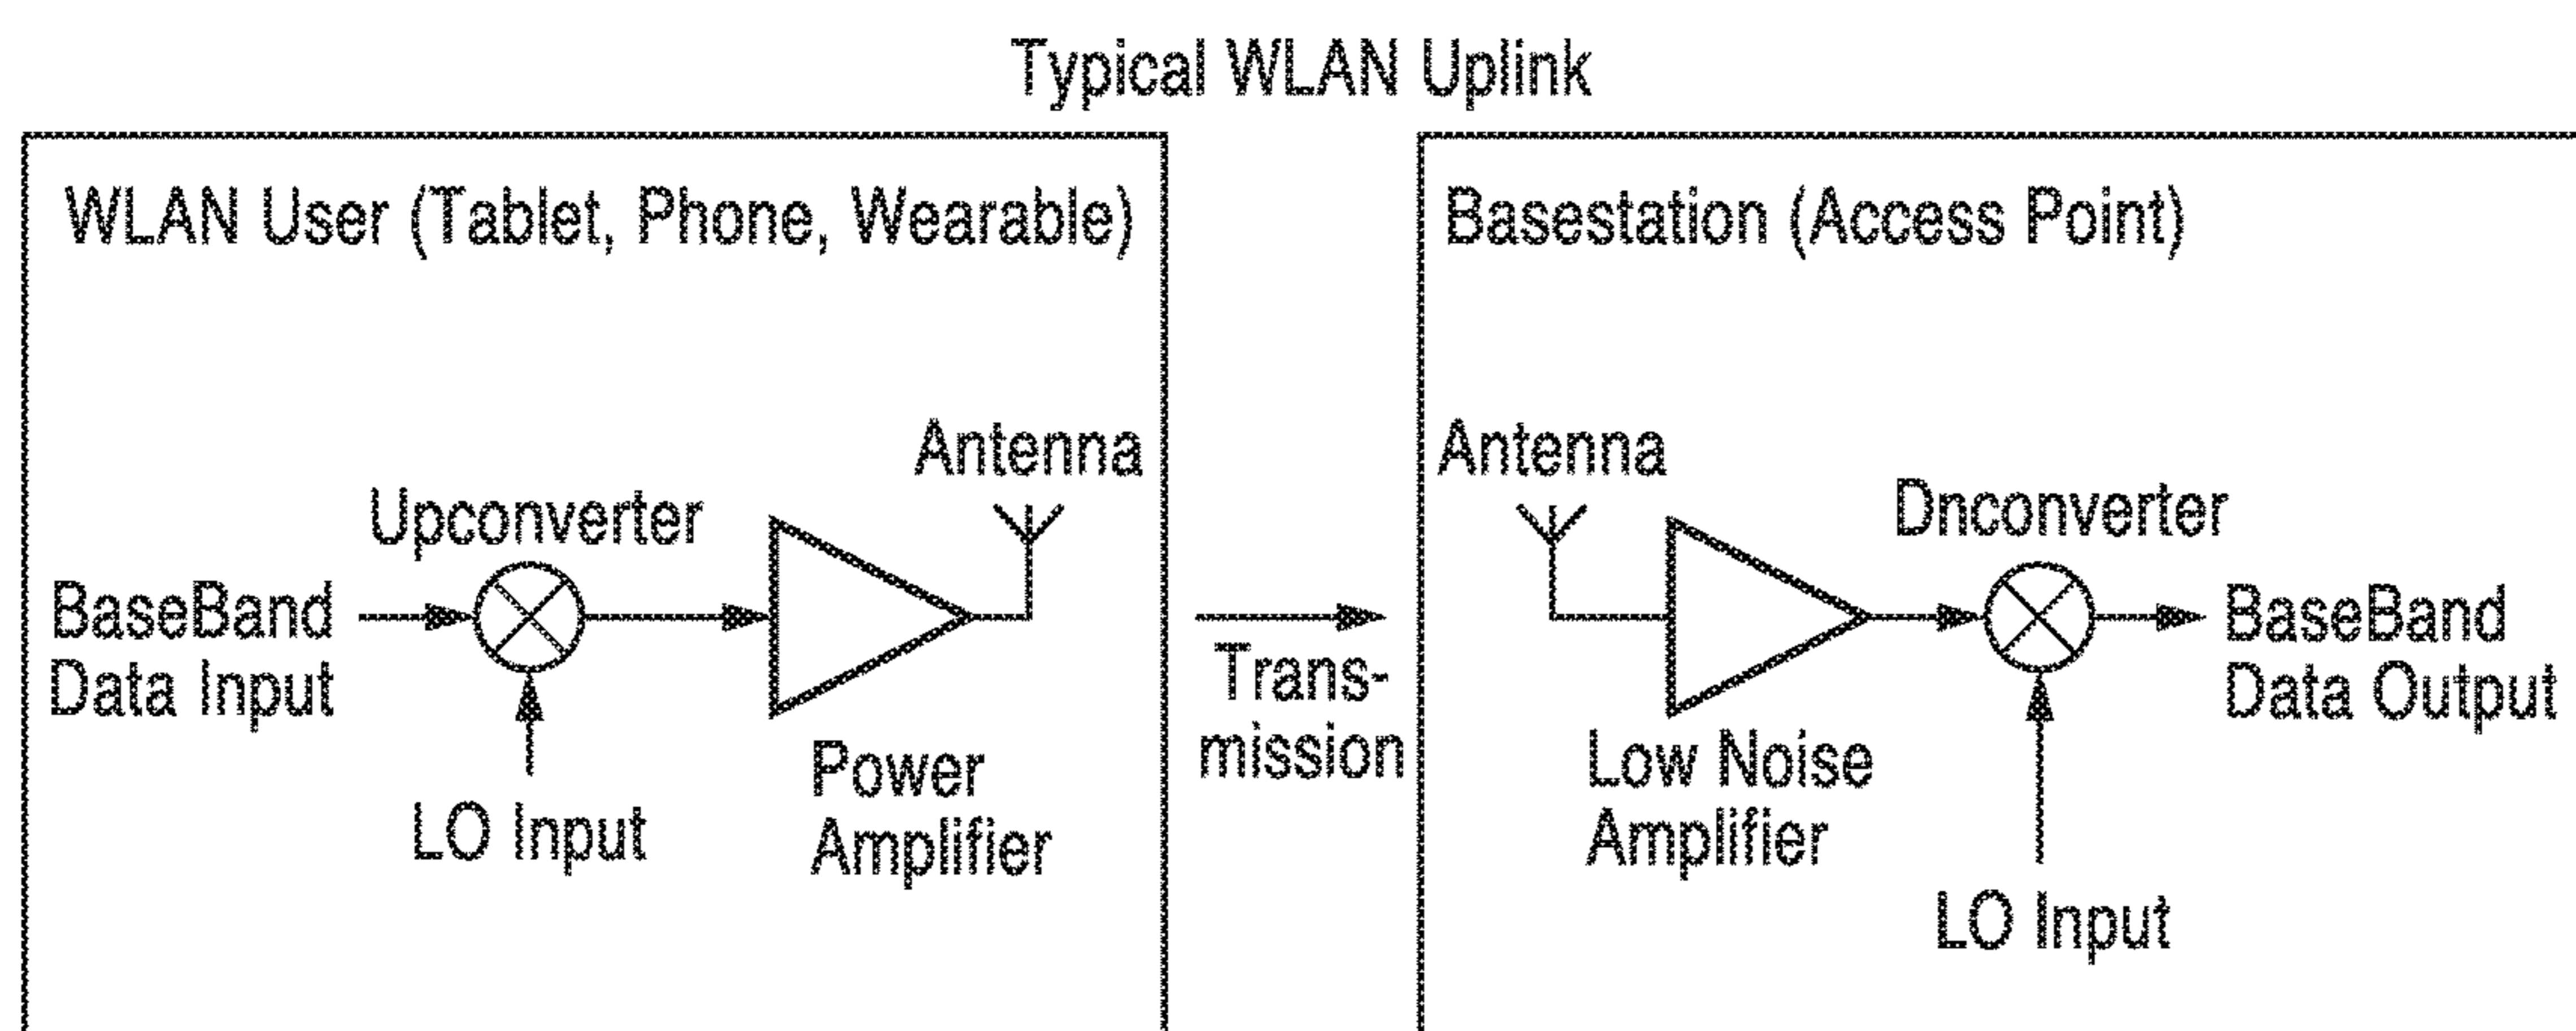 Typical WLAN Uplink
WLAN User (Tablet, Phone, Wearable)
Antenna
Upconverter
BaseBand
Data Input
LO Input
Power
Amplifier
Trans-
mission
Basestation (Access Point)
Antenna
Dnconverter
Low Noise
Amplifier
LO Input
BaseBand
Data Output